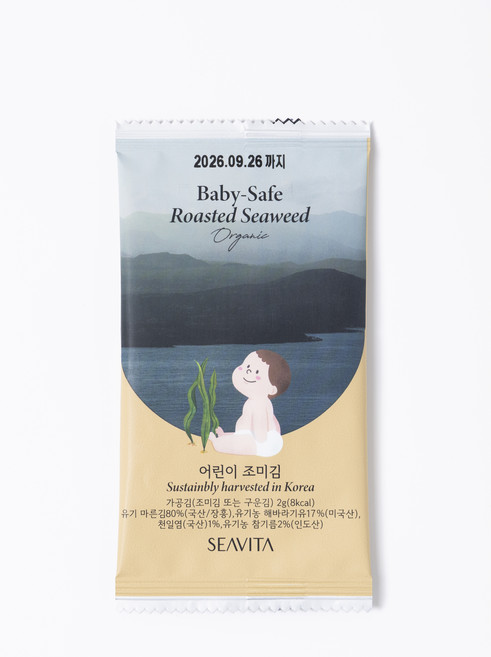 2026.09.26 까지
Baby-Safe
Roasted Seaweed
Organic
어린이 조미김
Sustainbly harvested in Korea
가공김(조미김 또는 구운김) 2g(8kcal)
유기 마른김80%(국산/장흥),유기농 해바라기유17%(미국산),
천일염(국산)1%,유기농 참기름2%(인도산)
SEAVITA